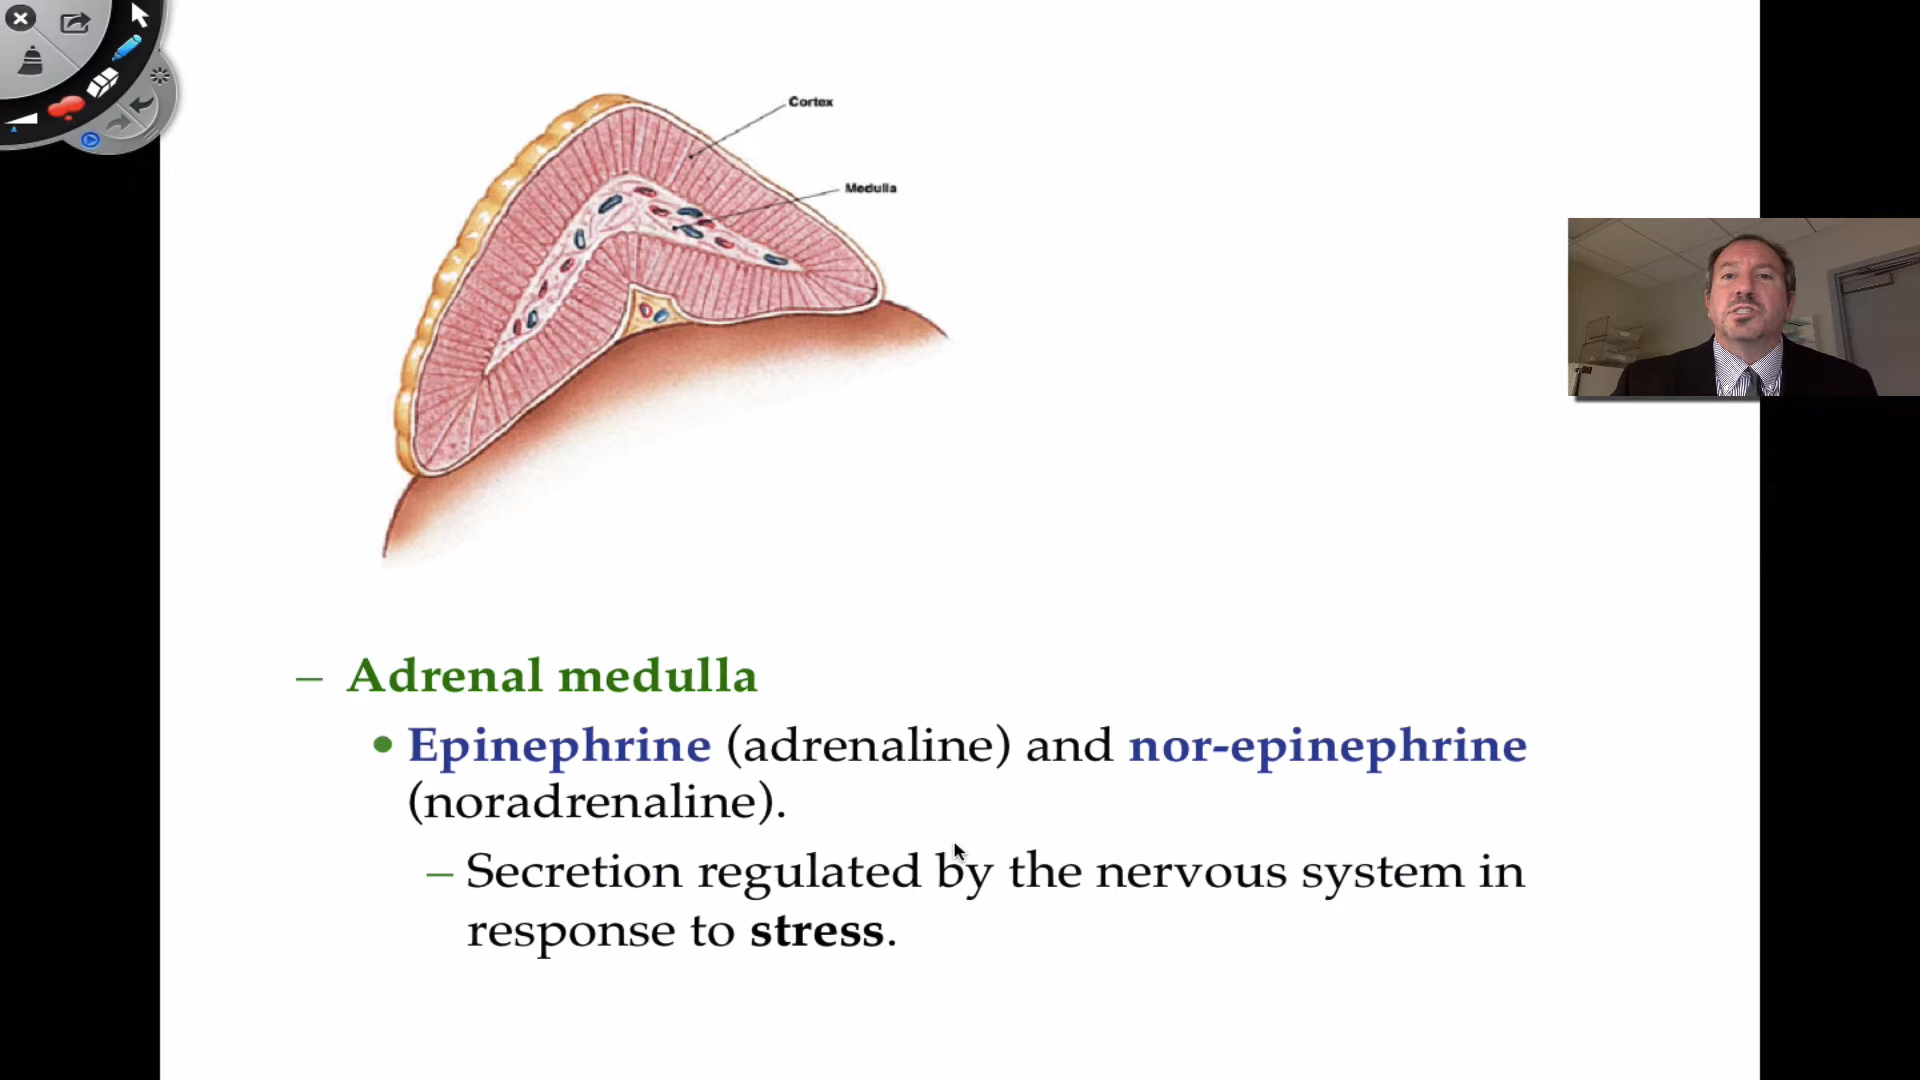 Cortex
Medulla
– Adrenal medulla
• Epinephrine (adrenaline) and nor-epinephrine
(noradrenaline).
– Secretion regulated by the nervous system in
response to stress.